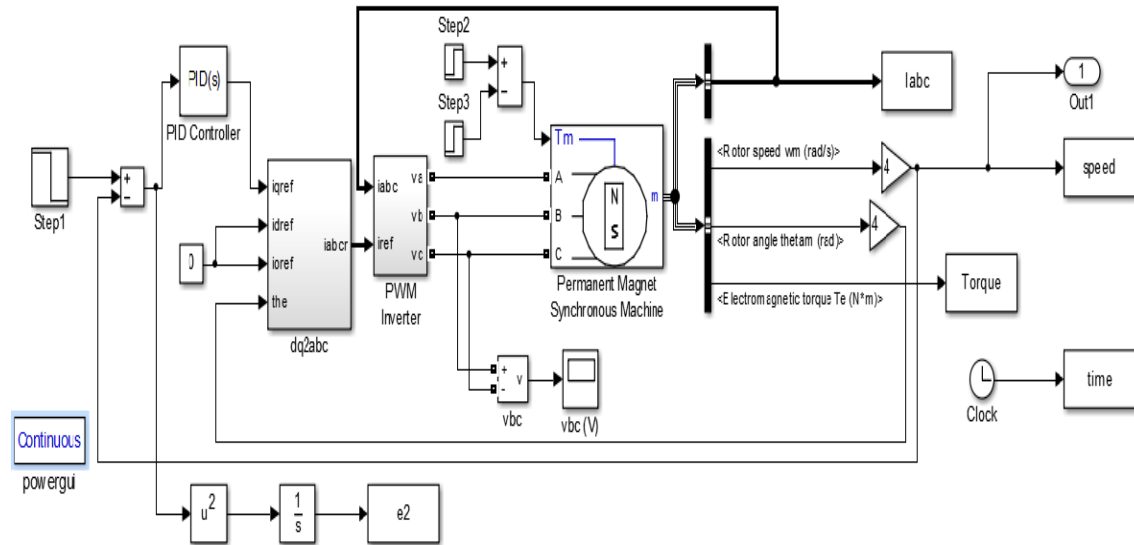 Step2
+
−
Step3
PID(s)
PID Controller
Iabc
1
Out1
Tm
<Rotor speed wm (rad/s)>
4
speed
Step1
+
−
iqref
idref
ioref
the
iabcr
dq2abc
0
iabc
iref
va
vb
vc
PWM
Inverter
A
B
C
N
S
m
Permanent Magnet
Synchronous Machine
4
<Rotor angle thetam (rad)>
<Electromagnetic torque Te (N*m)>
Torque
+
-
v
vbc
vbc (V)
Clock
time
Continuous
powergui
u2
1
s
e2